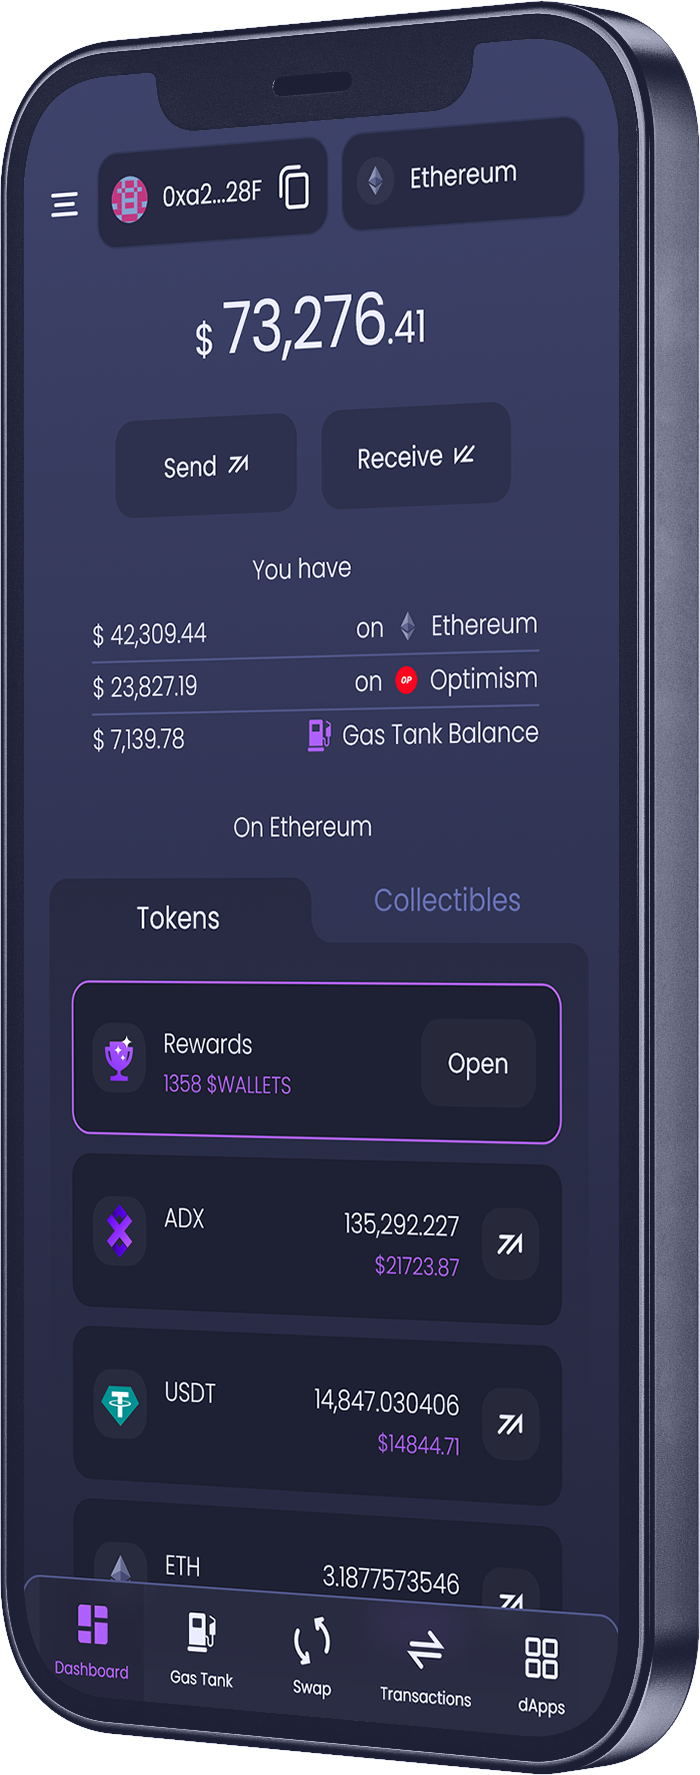 0xa2...28F
Ethereum
$ 73,276.41
Send
Receive
You have
$ 42,309.44 on Ethereum
$ 23,827.19 on OP Optimism
$ 7,139.78 Gas Tank Balance
On Ethereum
Tokens
Collectibles
Rewards
1358 $WALLETS
Open
ADX
135,292.227
$21723.87
USDT
14,847.030406
$14844.71
ETH
3.1877573546
Dashboard
Gas Tank
Swap
Transactions
dApps